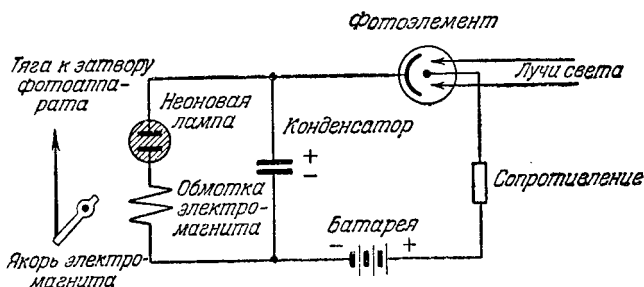 Фотоэлемент
Тяга к затвору
фотоаппа-
рата
Лучи света
Неоновая
лампа
Конденсатор
+
−
Обмотка
электро-
магнита
Сопротивление
Батарея
− +
Якорь электро-
магнита